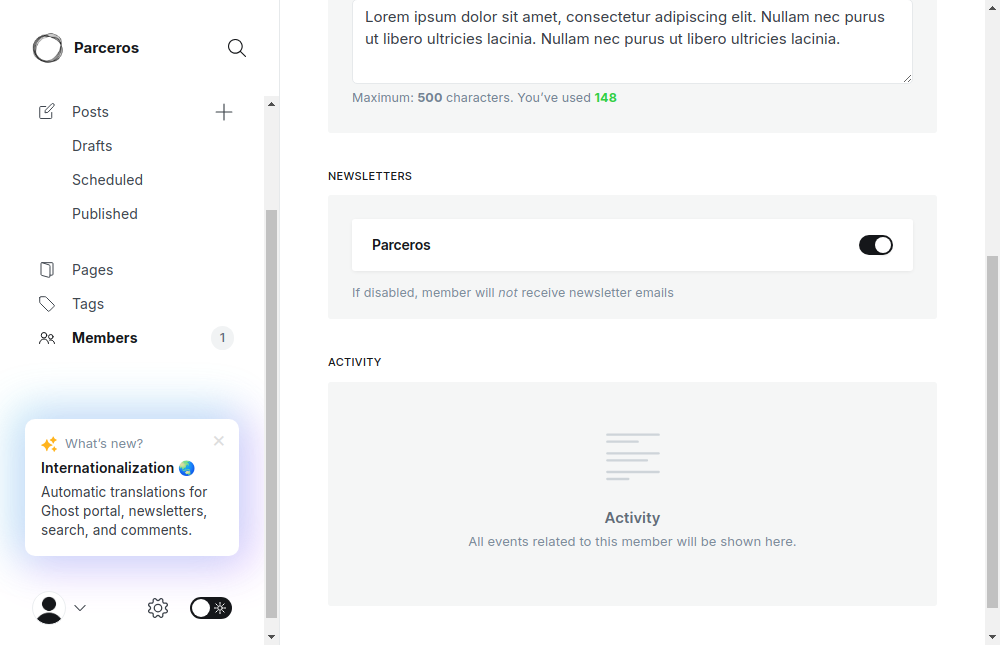 Parceros
Posts
Drafts
Scheduled
Published
Pages
Tags
Members 1
What's new?
Internationalization
Automatic translations for
Ghost portal, newsletters,
search, and comments.
Lorem ipsum dolor sit amet, consectetur adipiscing elit. Nullam nec purus
ut libero ultricies lacinia. Nullam nec purus ut libero ultricies lacinia.
Maximum: 500 characters. You've used 148
NEWSLETTERS
Parceros
If disabled, member will not receive newsletter emails
ACTIVITY
Activity
All events related to this member will be shown here.